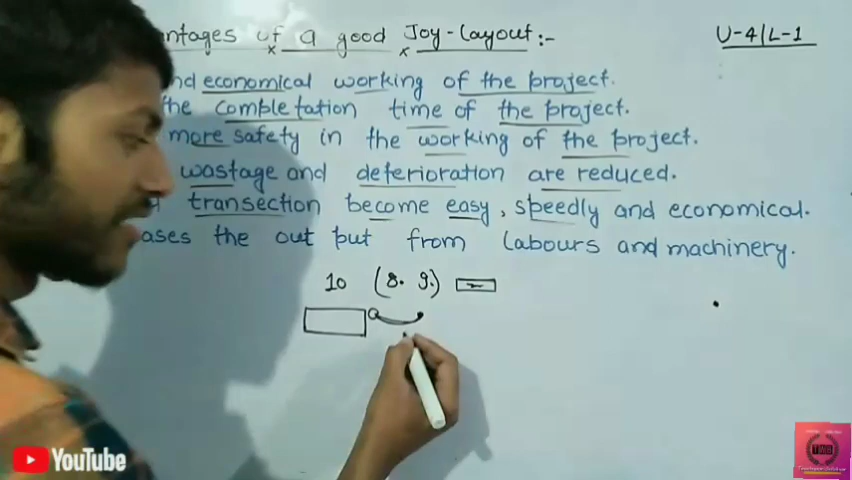 ntages of a good Joy-Layout :-
U-4/L-1
nd economical working of the project.
the completation time of the project.
more safety in the working of the project.
wastage and deterioration are reduced.
transection become easy, speedly and economical.
ases the out put from labours and machinery.
10 (8. 9.)
YouTube
TWB